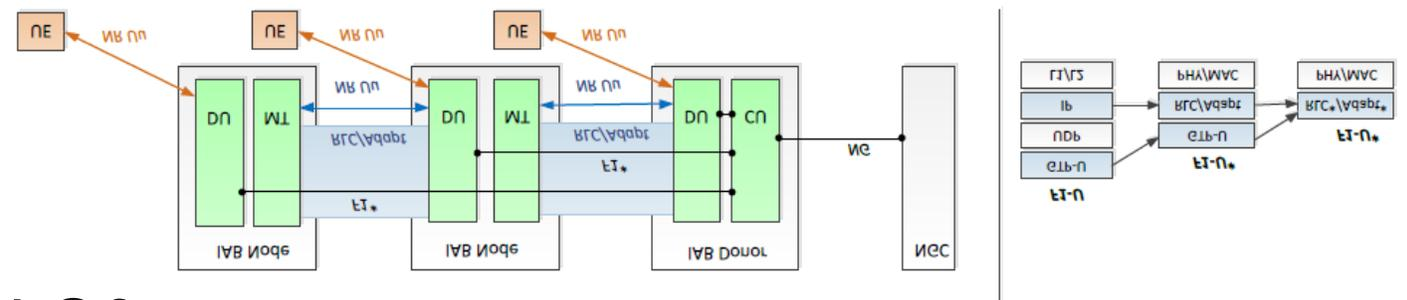 UE
NR Uu
UE
NR Uu
UE
NR Uu
NR Uu
NR Uu
DU
MT
DU
MT
DU
CU
RLC/Adapt
RLC/Adapt
F1*
F1*
NG
IAB Node
IAB Node
IAB Donor
NGC
L1/L2
IP
UDP
GTP-U
F1-U
PHY/MAC
RLC/Adapt
GTP-U
F1-U*
PHY/MAC
RLC*/Adapt*
F1-U*